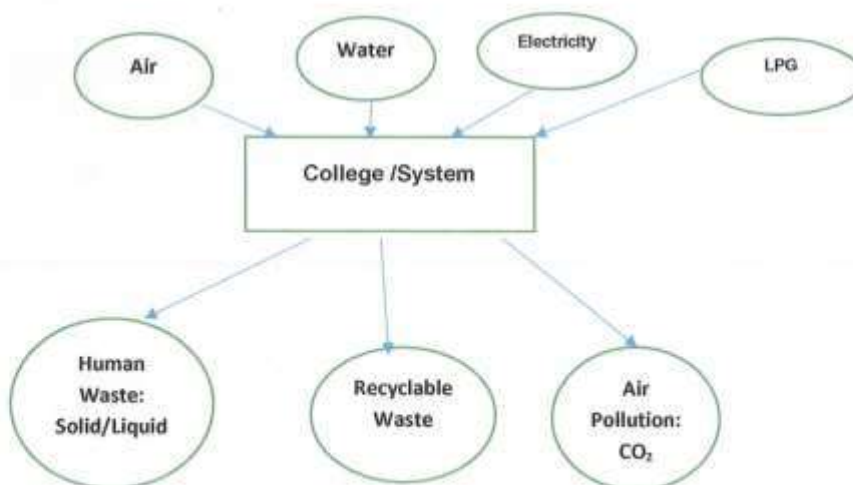 Air
Water
Electricity
LPG
College /System
Human
Waste:
Solid/Liquid
Recyclable
Waste
Air
Pollution:
CO₂